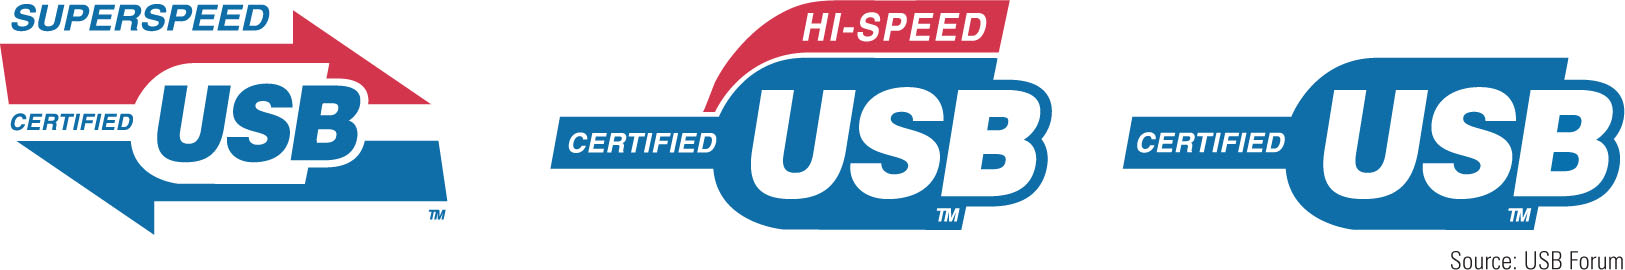 SUPERSPEED
CERTIFIED USB
TM
HI-SPEED
CERTIFIED USB
TM
CERTIFIED USB
TM
Source: USB Forum